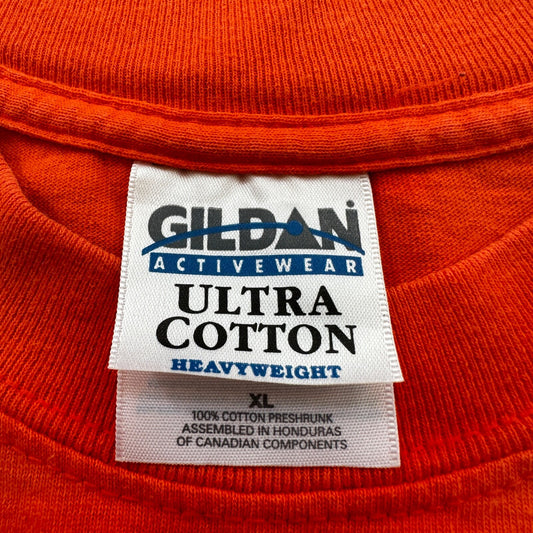 GILDAN
ACTIVEWEAR
ULTRA
COTTON
HEAVYWEIGHT
XL
100% COTTON PRESHRUNK
ASSEMBLED IN HONDURAS
OF CANADIAN COMPONENTS